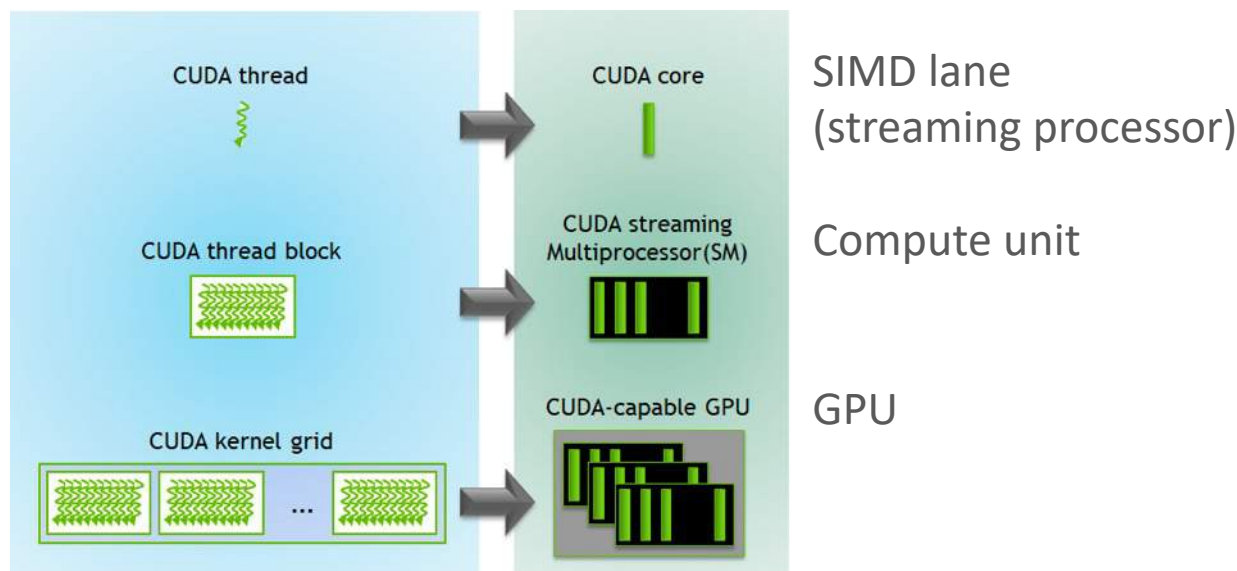 CUDA thread
CUDA core
SIMD lane
(streaming processor)
CUDA thread block
CUDA streaming
Multiprocessor(SM)
Compute unit
CUDA kernel grid
...
CUDA-capable GPU
GPU